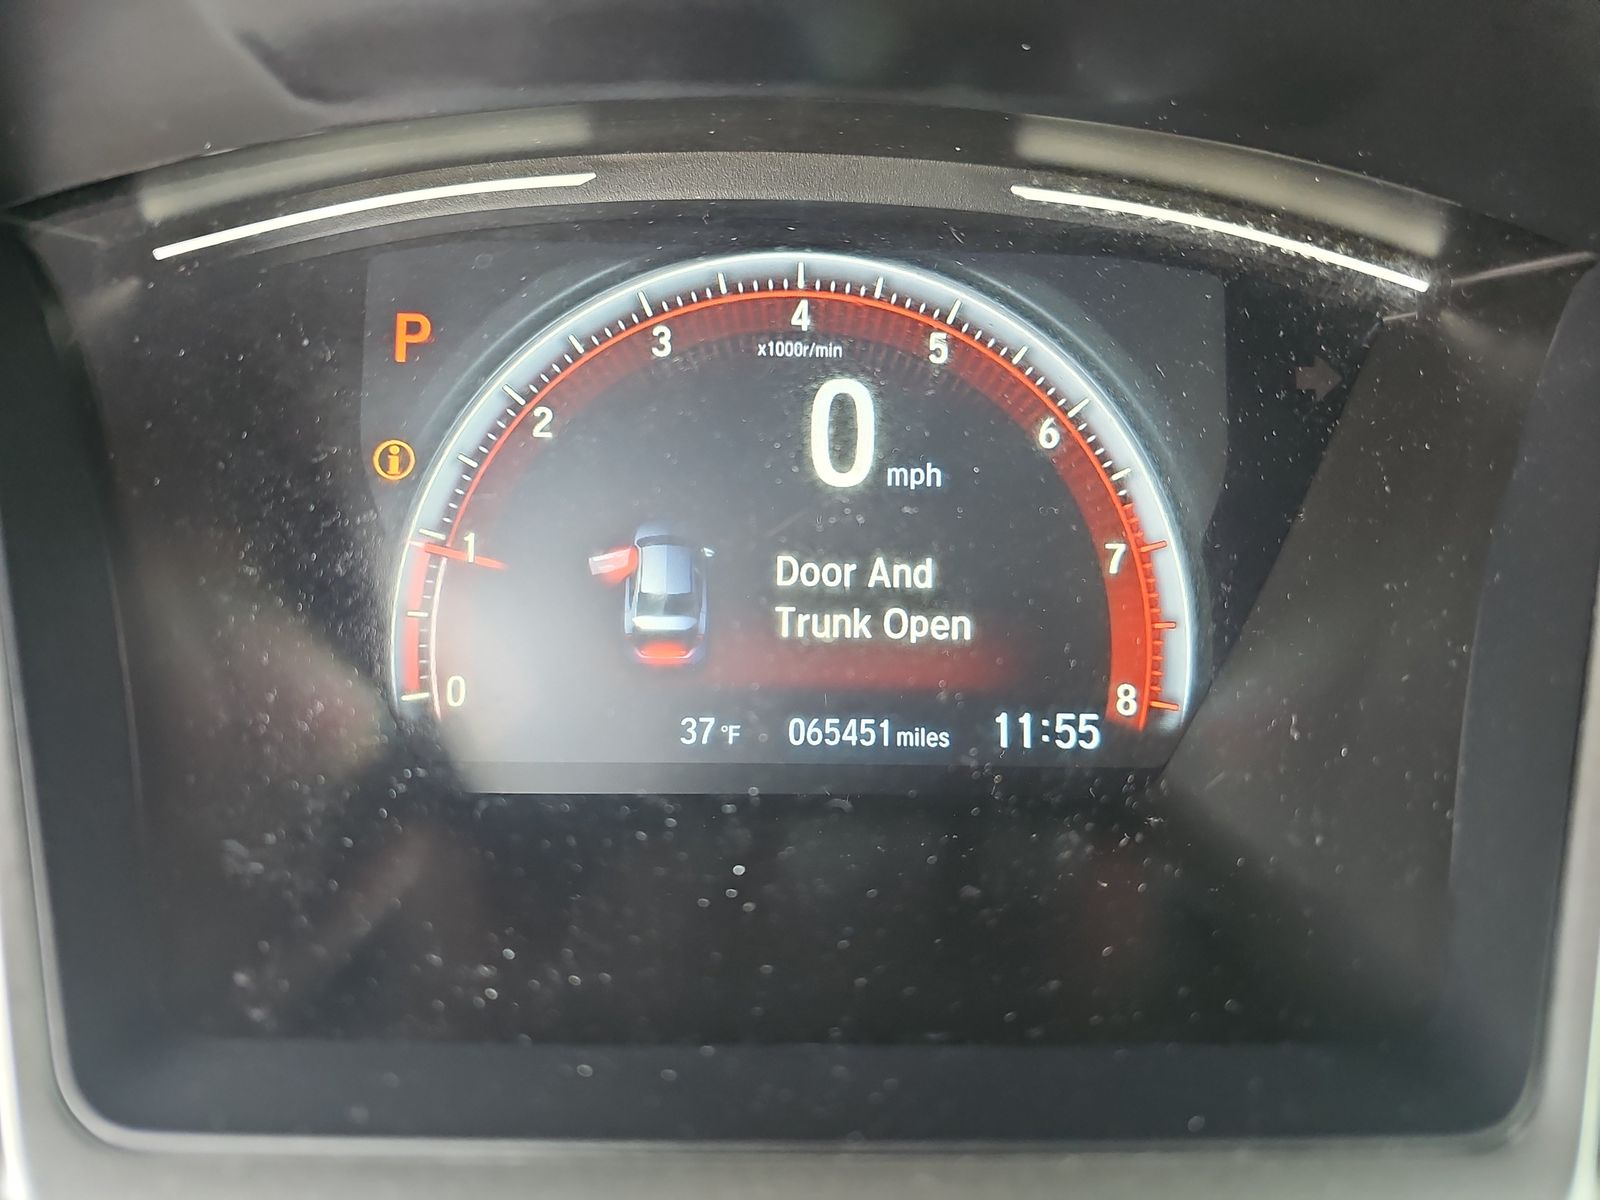 P
i
0
1
2
3
4
5
6
7
8
x1000r/min
0 mph
Door And
Trunk Open
37 °F 065451 miles 11:55